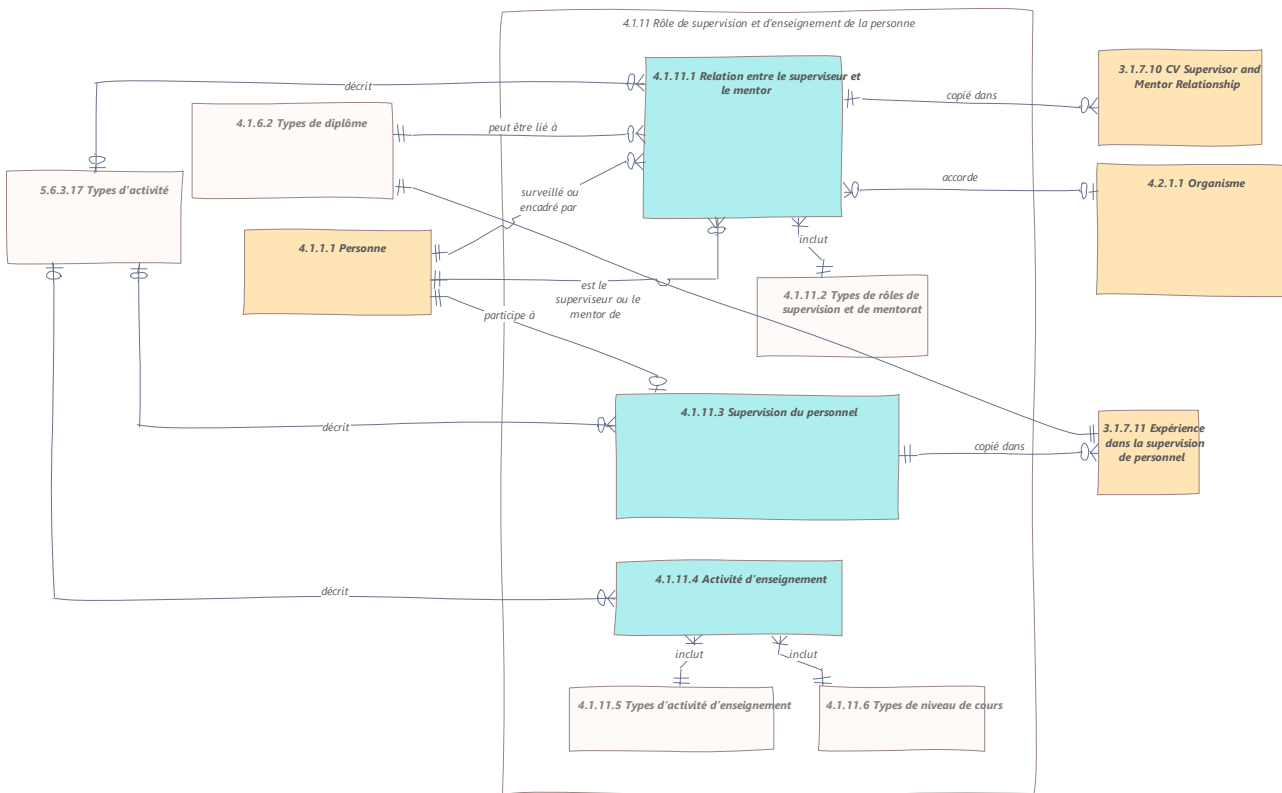 4.1.11 Rôle de supervision et d'enseignement de la personne
4.1.11.1 Relation entre le superviseur et
le mentor
3.1.7.10 CV Supervisor and
Mentor Relationship
décrit
copié dans
4.1.6.2 Types de diplôme
peut être lié à
5.6.3.17 Types d'activité
surveillé ou
encadré par
accorde
4.2.1.1 Organisme
4.1.1.1 Personne
inclut
est le
superviseur ou le
mentor de
4.1.11.2 Types de rôles de
supervision et de mentorat
participe à
4.1.11.3 Supervision du personnel
décrit
copié dans
3.1.7.11 Expérience
dans la supervision
de personnel
4.1.11.4 Activité d'enseignement
décrit
inclut
inclut
4.1.11.5 Types d'activité d'enseignement
4.1.11.6 Types de niveau de cours